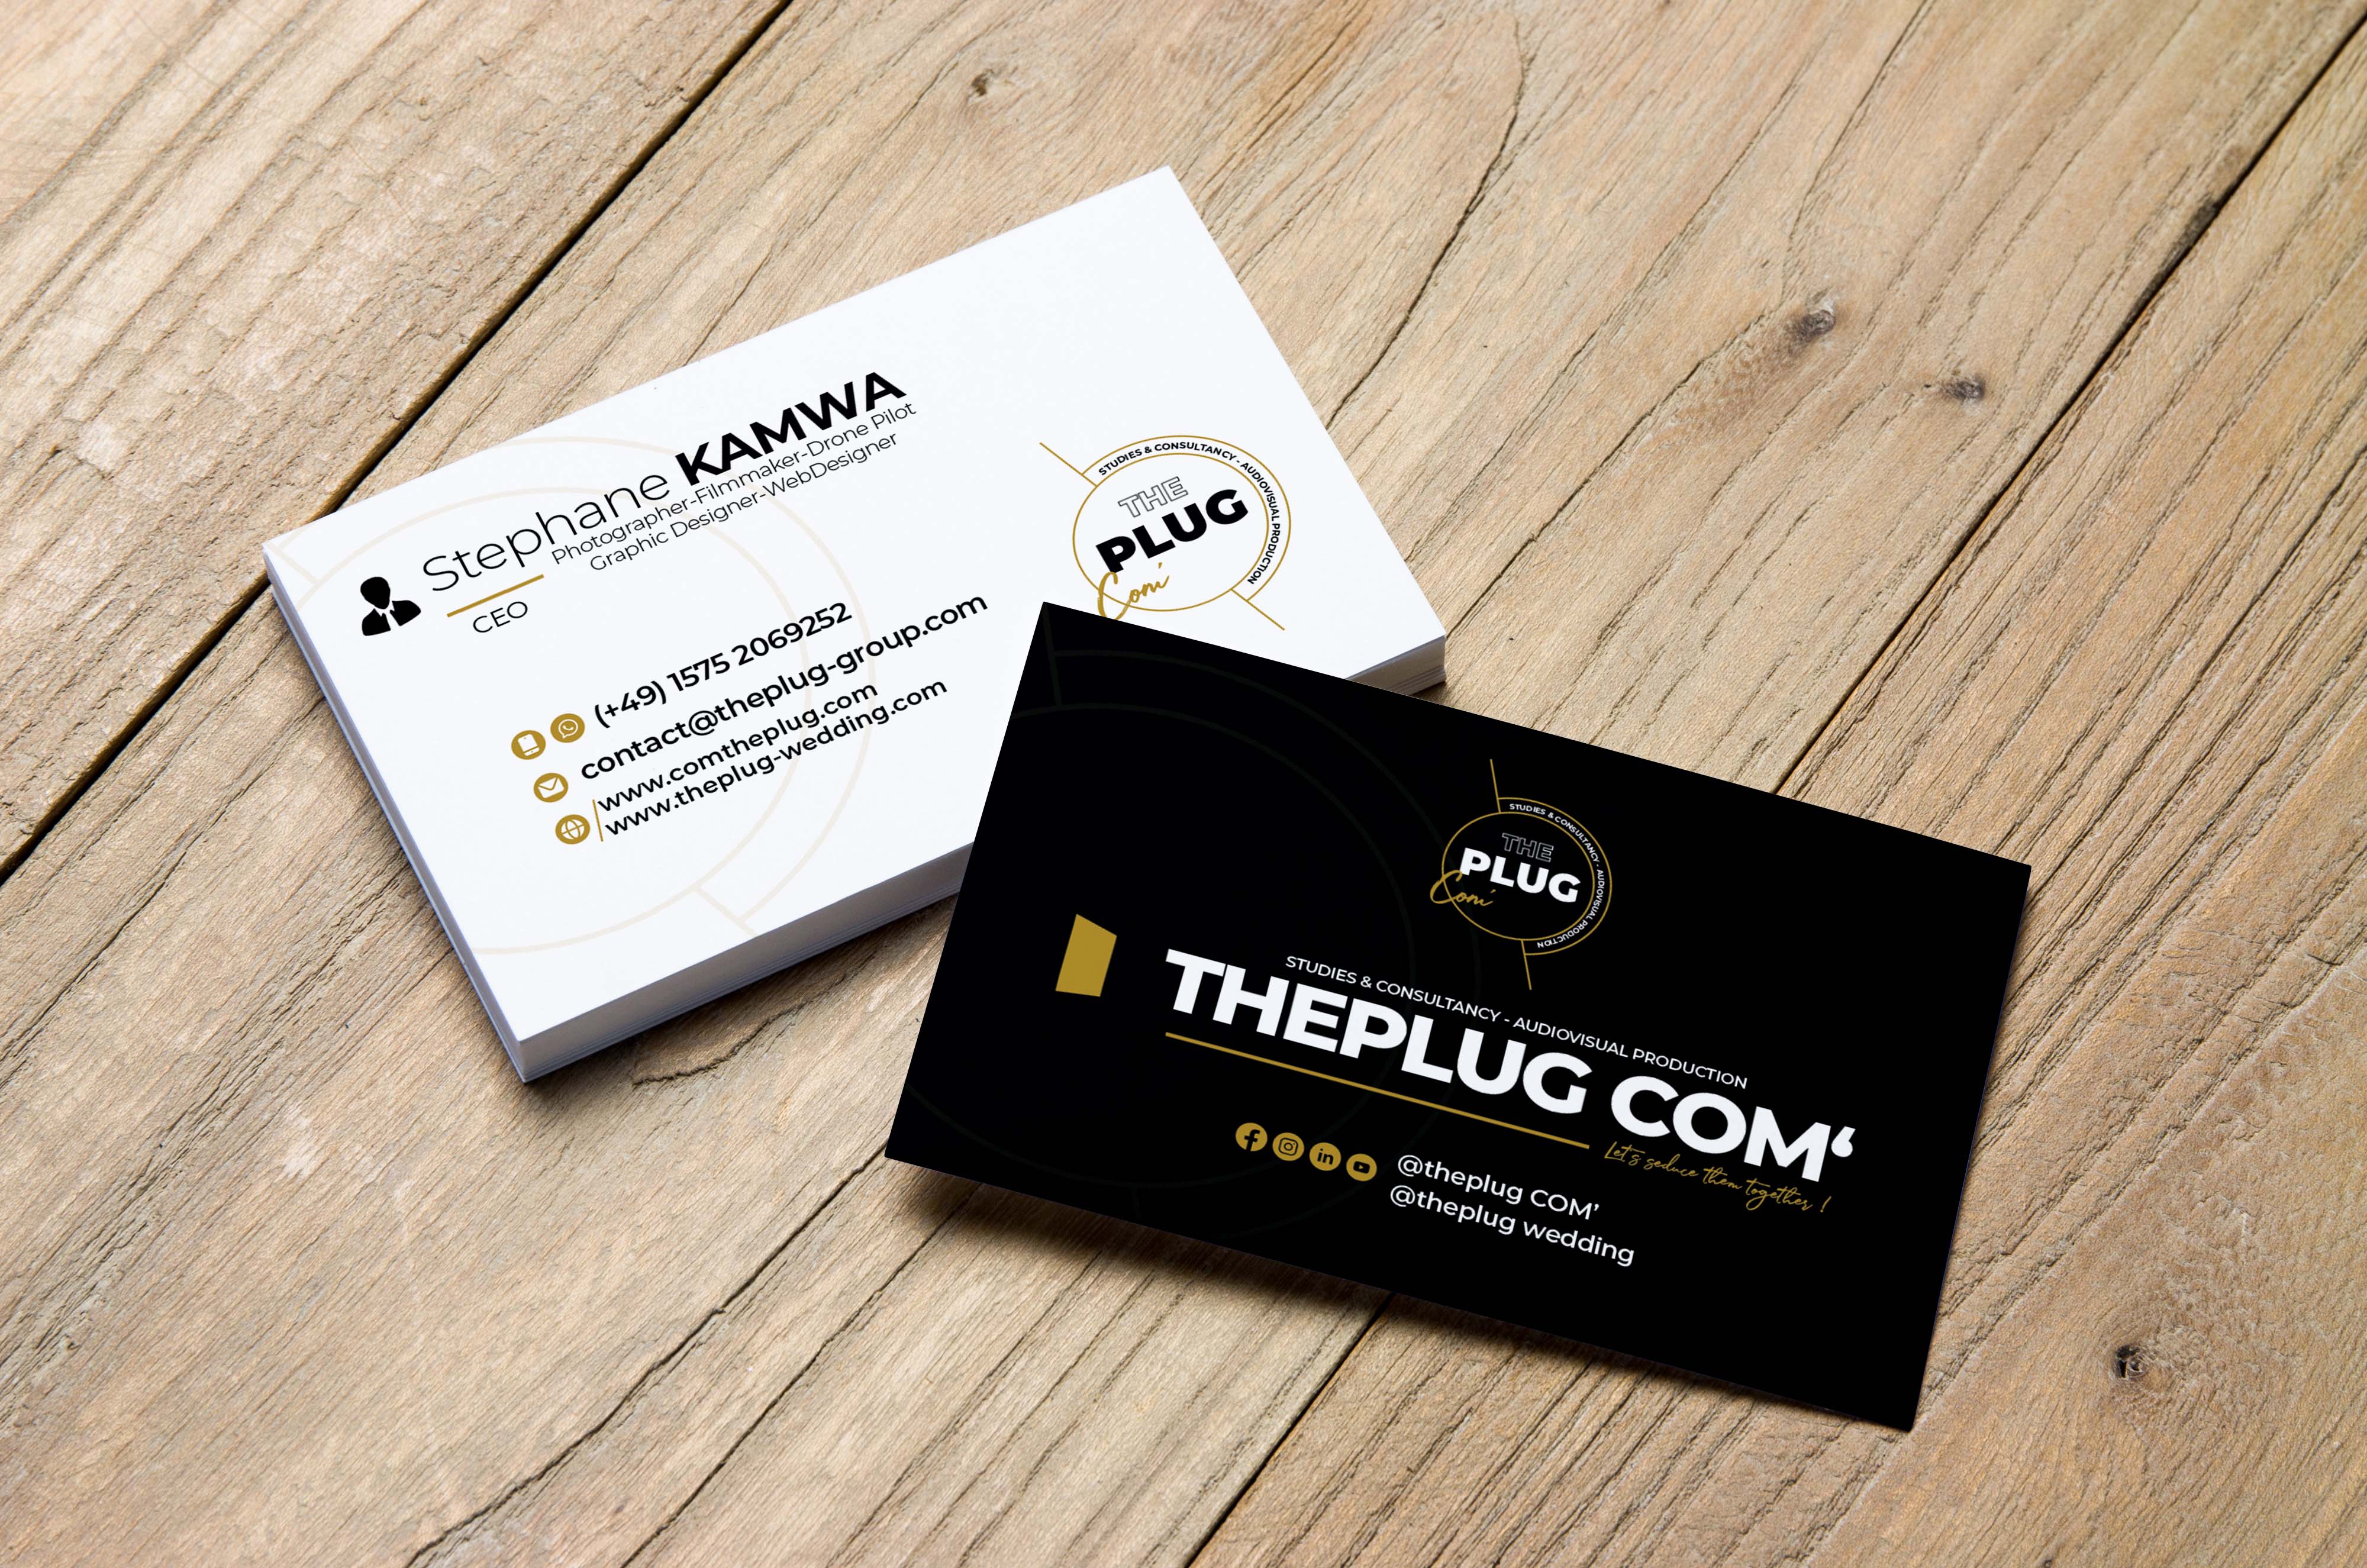 Stephane KAMWA
Photographer-Filmmaker-Drone Pilot
Graphic Designer-WebDesigner
CEO
(+49) 1575 2069252
contact@theplug-group.com
www.comtheplug.com
www.theplug-wedding.com
STUDIES & CONSULTANCY - AUDIOVISUAL PRODUCTION
THE
PLUG
Com'
STUDIES & CONSULTANCY - AUDIOVISUAL PRODUCTION
THE
PLUG
Com'
STUDIES & CONSULTANCY - AUDIOVISUAL PRODUCTION
THEPLUG COM‘
Let's seduce them together !
@theplug COM’
@theplug wedding